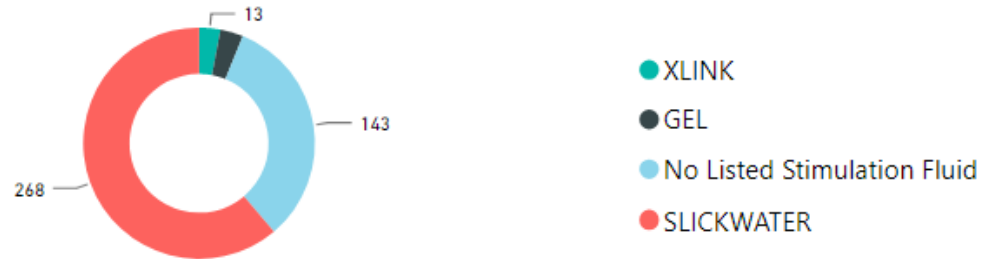 13
143
268
XLINK
GEL
No Listed Stimulation Fluid
SLICKWATER